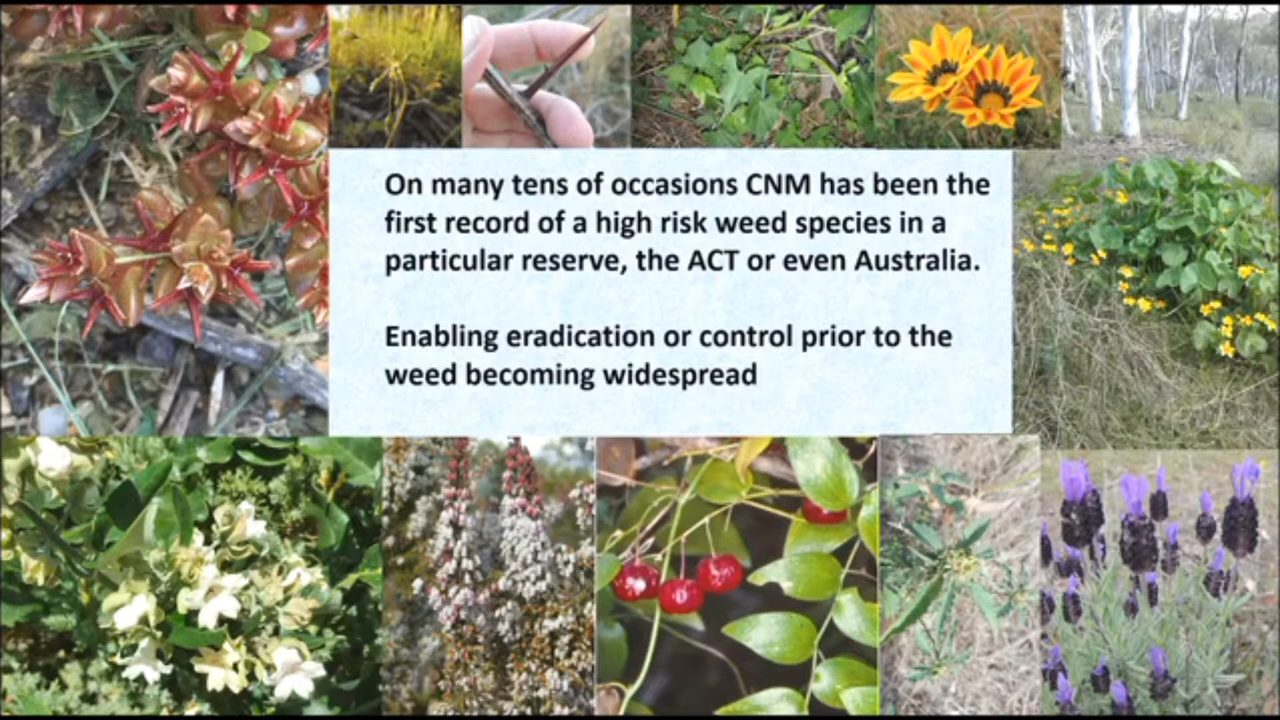 On many tens of occasions CNM has been the
first record of a high risk weed species in a
particular reserve, the ACT or even Australia.
Enabling eradication or control prior to the
weed becoming widespread